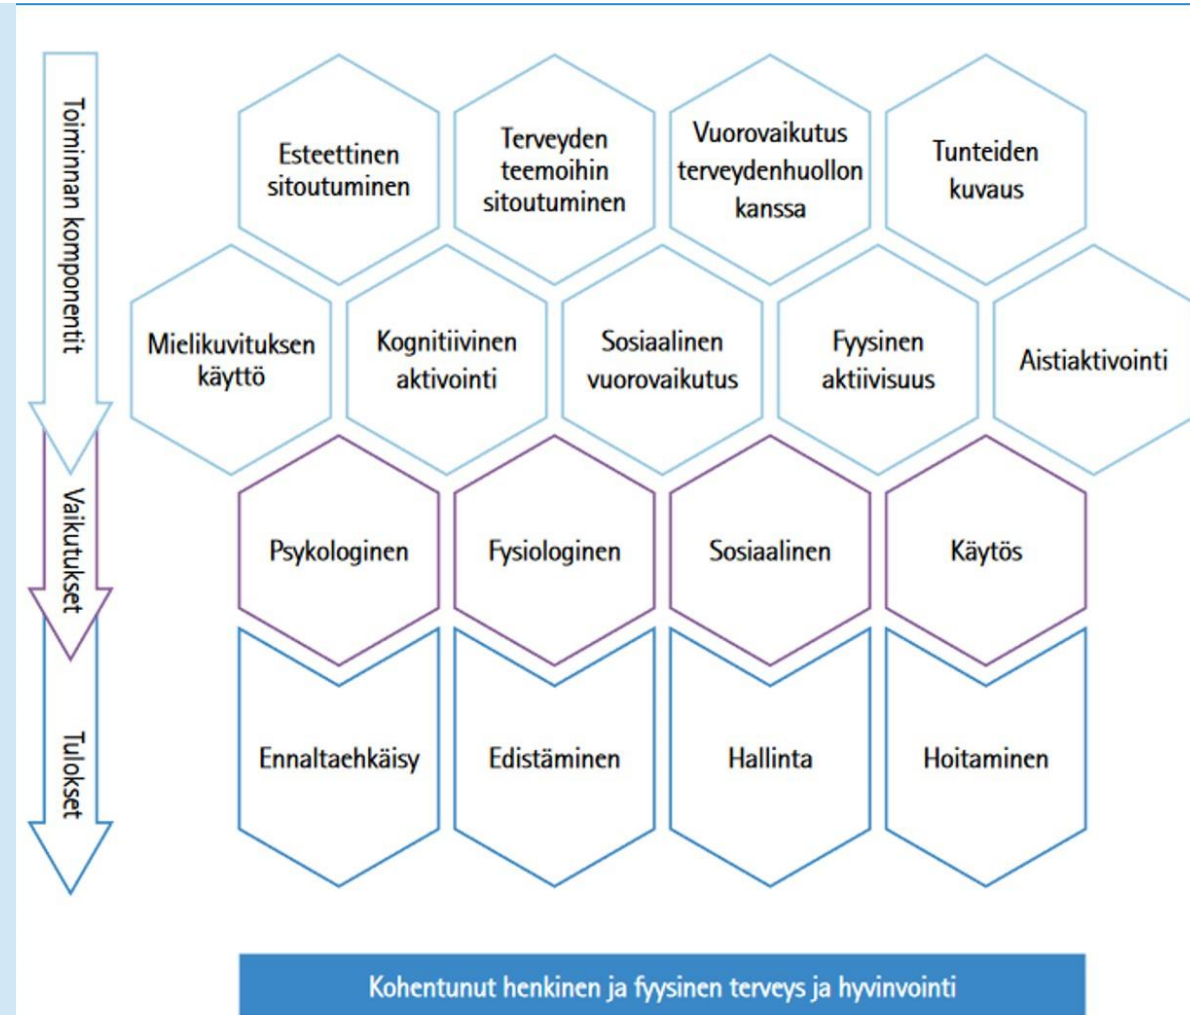 Toiminnan komponentit
Esteettinen
sitoutuminen
Terveyden
teemoihin
sitoutuminen
Vuorovaikutus
terveydenhuollon
kanssa
Tunteiden
kuvaus
Mielikuvituksen
käyttö
Kognitiivinen
aktivointi
Sosiaalinen
vuorovaikutus
Fyysinen
aktiivisuus
Aistiaktivointi
Vaikutukset
Psykologinen
Fysiologinen
Sosiaalinen
Käytös
Tulokset
Ennaltaehkäisy
Edistäminen
Hallinta
Hoitaminen
Kohentunut henkinen ja fyysinen terveys ja hyvinvointi